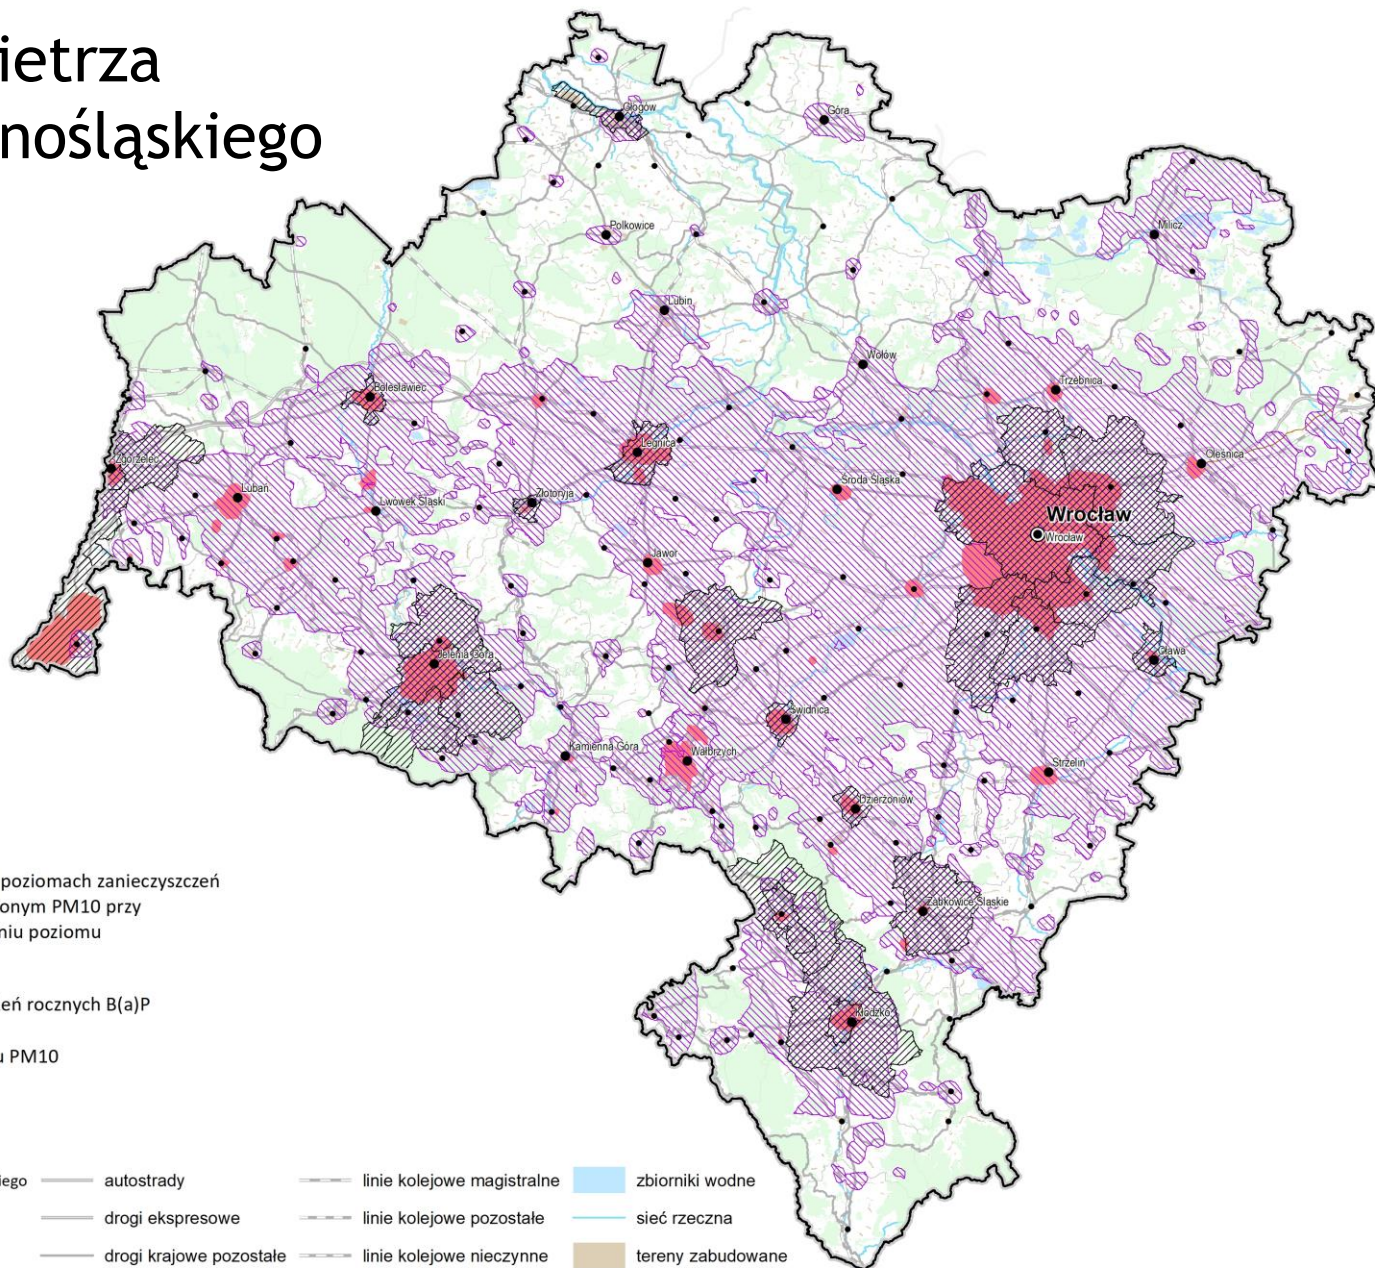 ietrza
nośląskiego
Głogów
Góra
Polkowice
Milicz
Lubin
Wołów
Bolesławiec
Trzebnica
Legnica
Zgorzelec
Oleśnica
Lubań
Złotoryja
Środa Śląska
Lwówek Śląski
Wrocław
Wrocław
Jawor
Jelenia Góra
Oława
Świdnica
Kamienna Góra
Wałbrzych
Strzelin
Dzierżoniów
Ząbkowice Śląskie
Kłodzko
poziomach zanieczyszczeń
onym PM10 przy
niu poziomu
eń rocznych B(a)P
u PM10
iego
autostrady
linie kolejowe magistralne
zbiorniki wodne
drogi ekspresowe
linie kolejowe pozostałe
sieć rzeczna
drogi krajowe pozostałe
linie kolejowe nieczynne
tereny zabudowane